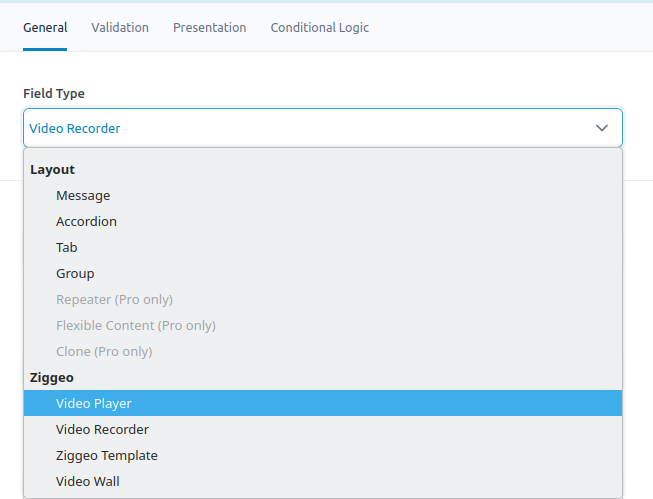 General Validation Presentation Conditional Logic
Field Type
Video Recorder
Layout
Message
Accordion
Tab
Group
Repeater (Pro only)
Flexible Content (Pro only)
Clone (Pro only)
Ziggeo
Video Player
Video Recorder
Ziggeo Template
Video Wall